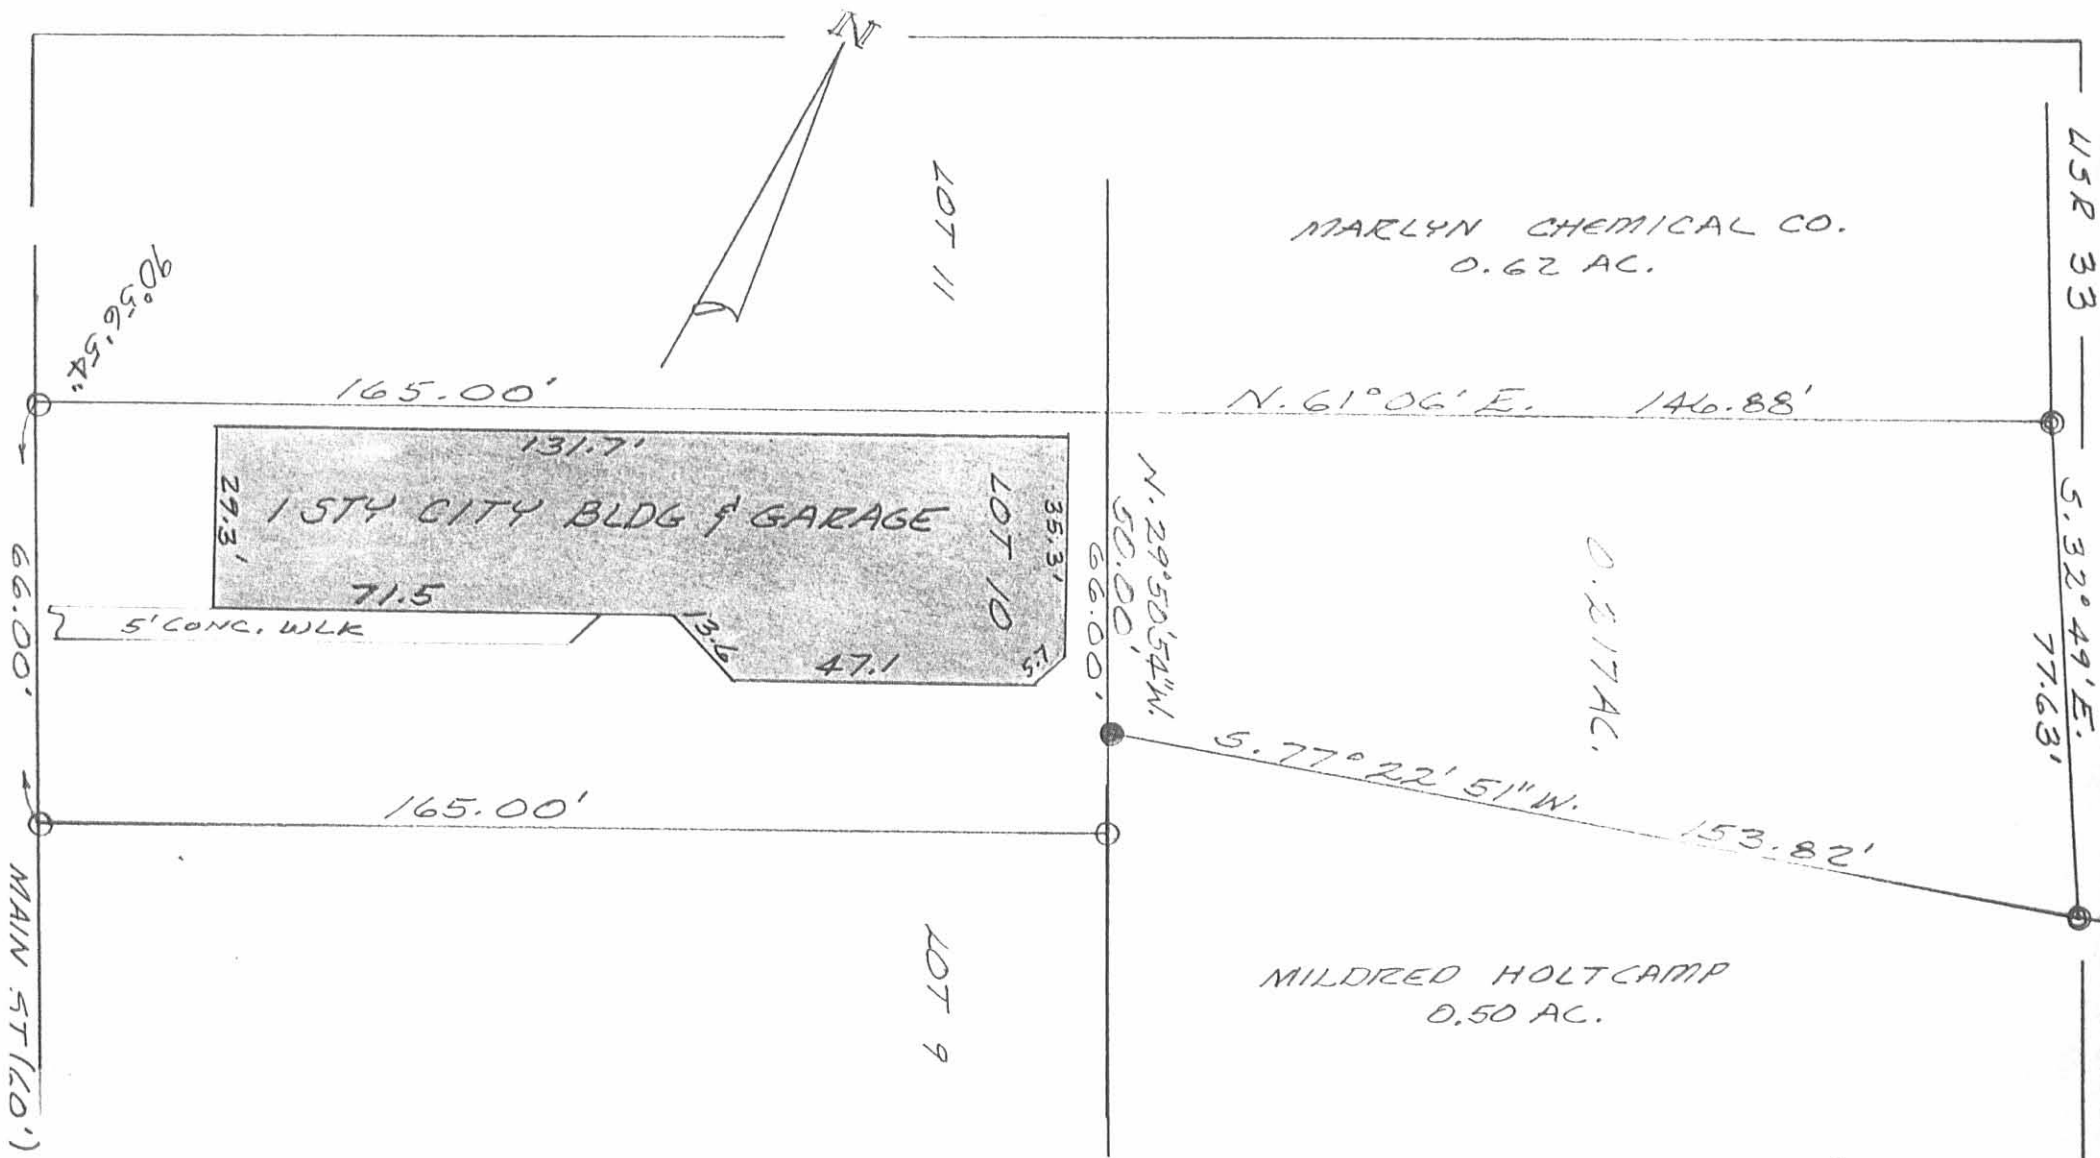 N
LOT 11
MARLYN CHEMICAL CO.
0.62 AC.
USR 33
90°56'54"
165.00'
N. 61°06' E. 146.88'
131.7'
29.3'
1 STY CITY BLDG & GARAGE
LOT 10
35.3'
71.5
13.6
47.1
5.7
5' CONC. WLK
66.00'
N. 29°50'54" W.
50.00'
66.00'
0.217 AC.
S. 32°49' E.
77.63'
S. 77°22'51" W.
153.82'
165.00'
LOT 9
MILDRED HOLTCAMP
0.50 AC.
MAIN ST